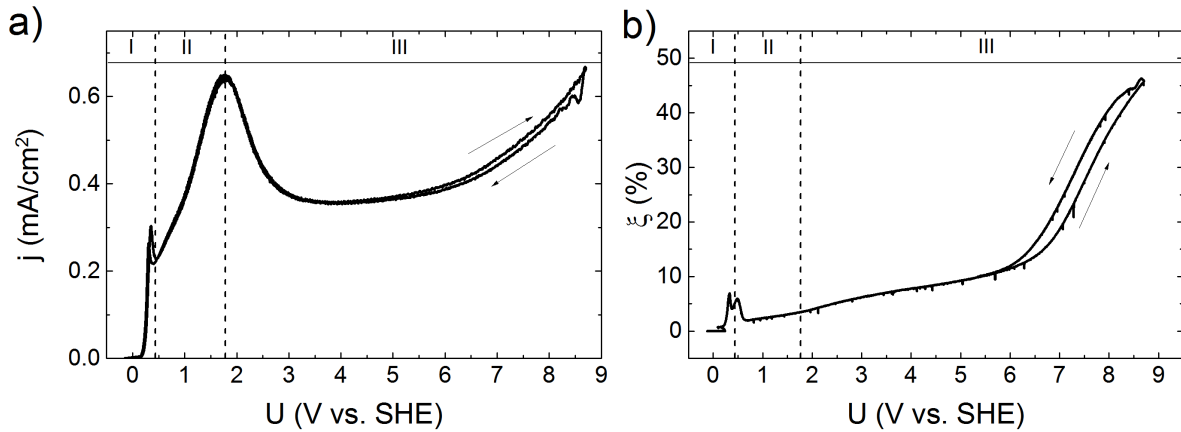 a)
I II III
j (mA/cm²)
0.6
0.4
0.2
0.0
0 1 2 3 4 5 6 7 8 9
U (V vs. SHE)
b)
I II III
ξ (%)
50
40
30
20
10
0
0 1 2 3 4 5 6 7 8 9
U (V vs. SHE)